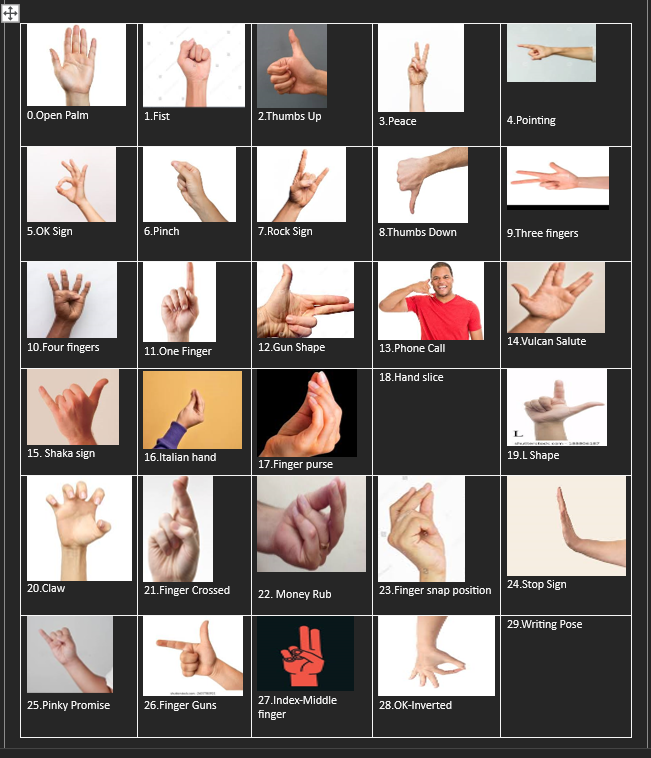 0.Open Palm
1.Fist
2.Thumbs Up
3.Peace
4.Pointing
5.OK Sign
6.Pinch
7.Rock Sign
8.Thumbs Down
9.Three fingers
10.Four fingers
11.One Finger
12.Gun Shape
13.Phone Call
14.Vulcan Salute
15. Shaka sign
16.Italian hand
17.Finger purse
18.Hand slice
L
19.L Shape
20.Claw
21.Finger Crossed
22. Money Rub
23.Finger snap position
24.Stop Sign
25.Pinky Promise
26.Finger Guns
27.Index-Middle
finger
28.OK-Inverted
29.Writing Pose